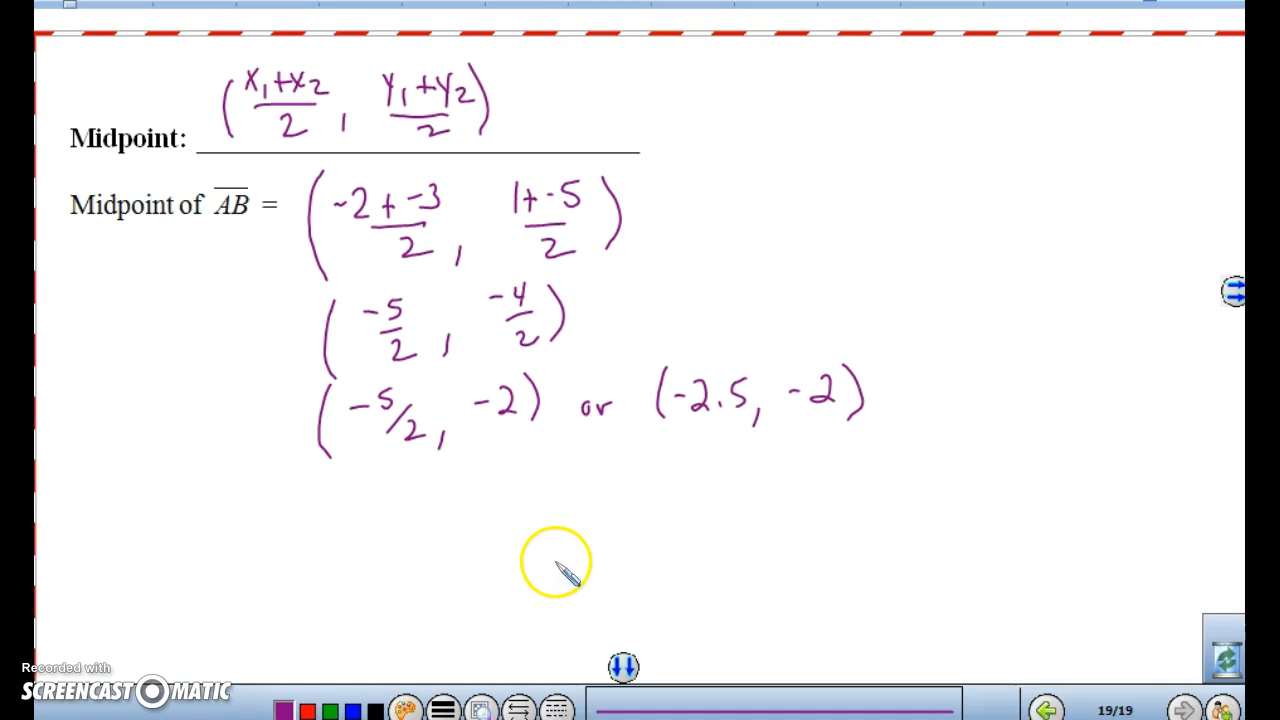 (x₁+x₂/2, y₁+y₂/2)
Midpoint:
Midpoint of AB = (-2+-3/2, 1+-5/2)
(-5/2, -4/2)
(-5/2, -2) or (-2.5, -2)
Recorded with
SCREENCAST-O-MATIC
19/19